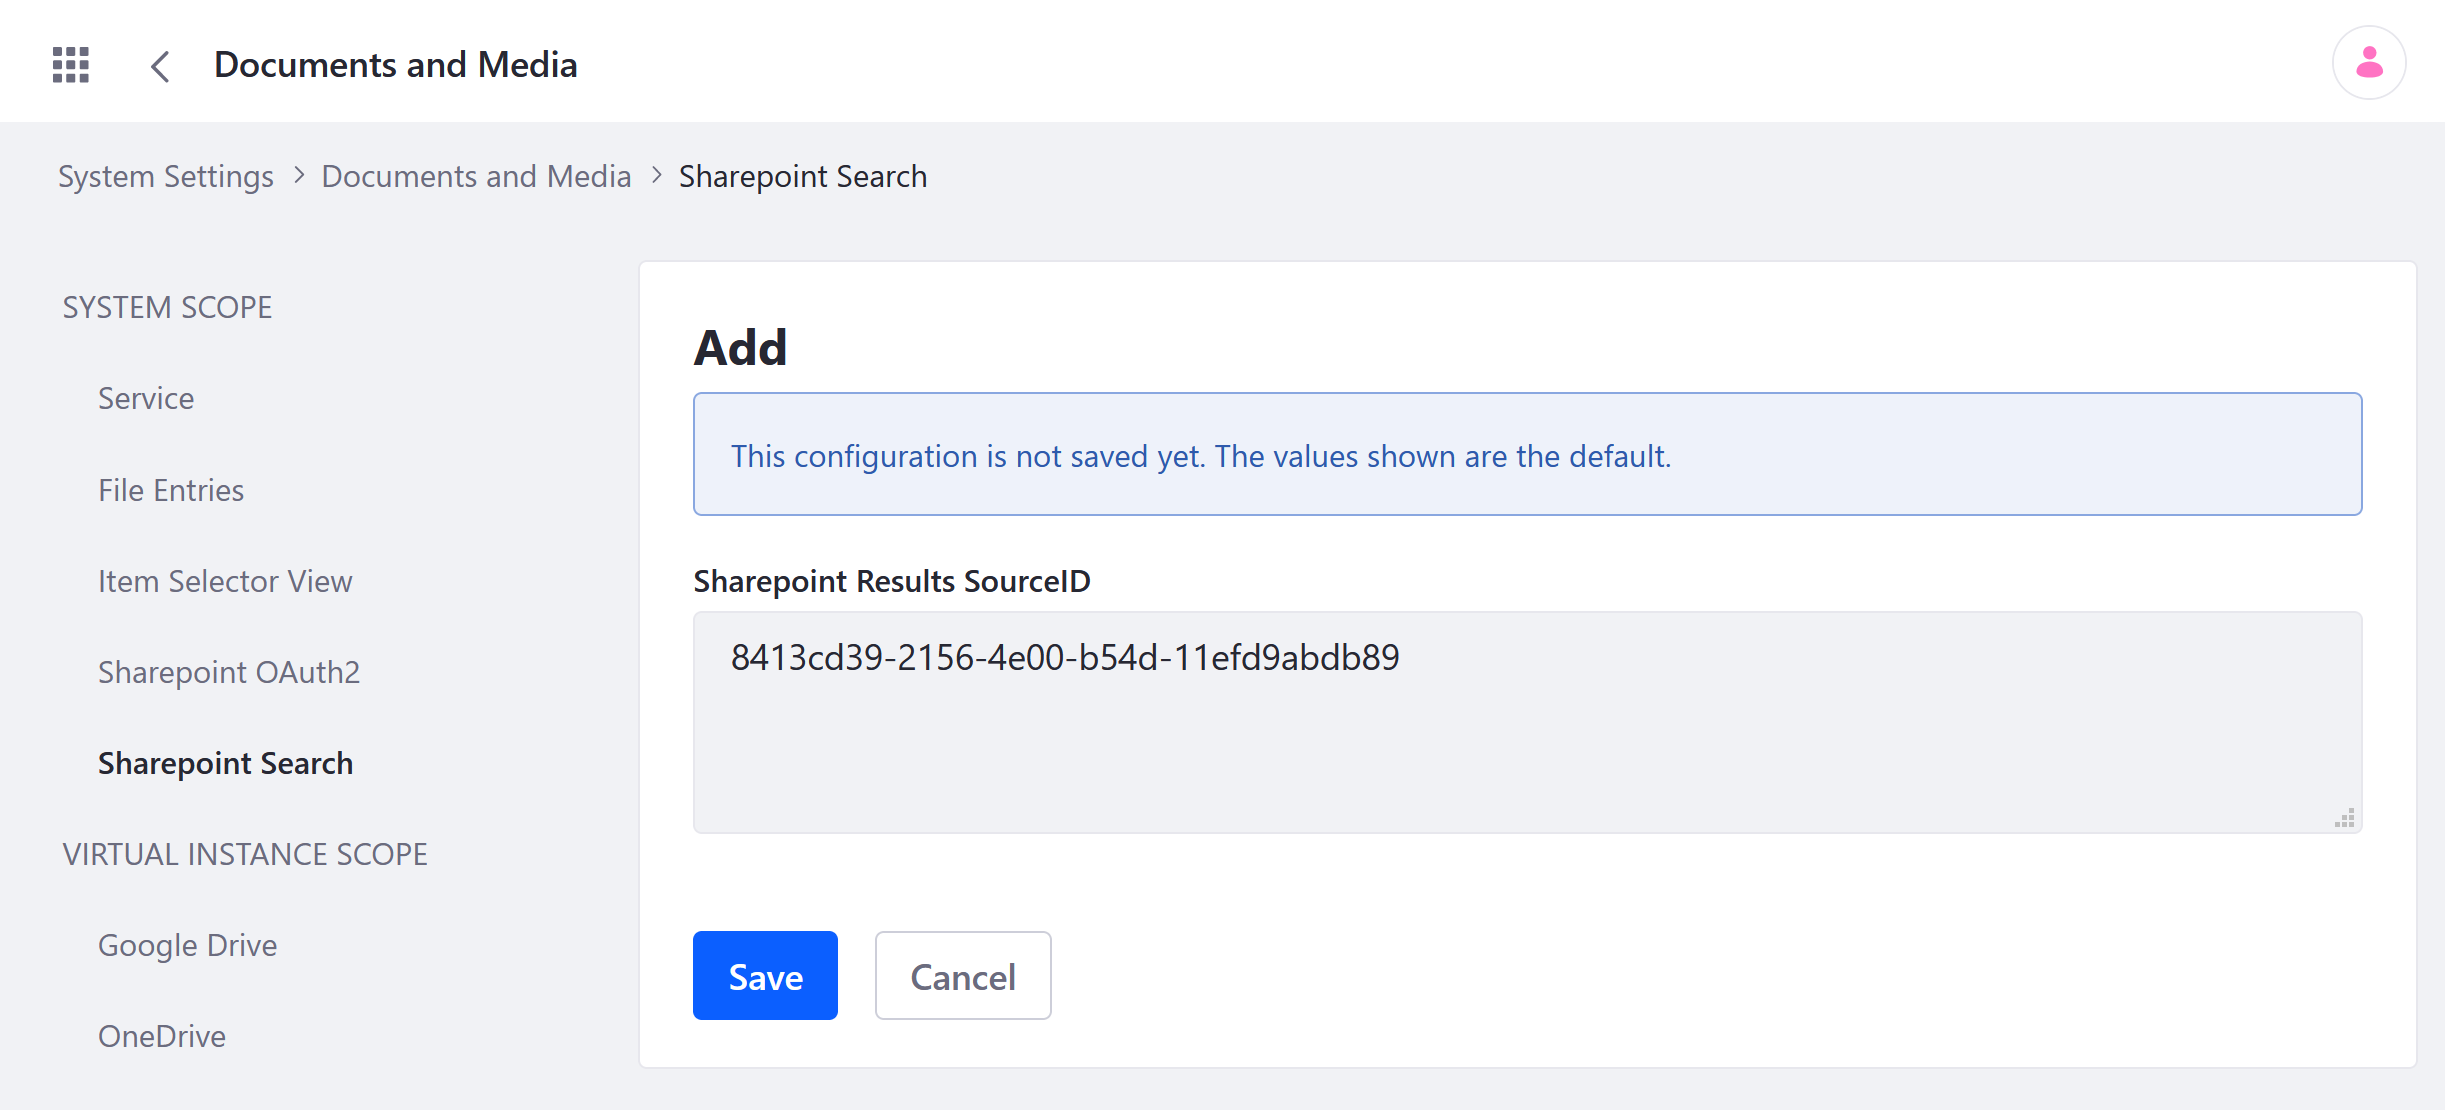 Documents and Media
System Settings > Documents and Media > Sharepoint Search
SYSTEM SCOPE
Service
File Entries
Item Selector View
Sharepoint OAuth2
Sharepoint Search
VIRTUAL INSTANCE SCOPE
Google Drive
OneDrive
Add
This configuration is not saved yet. The values shown are the default.
Sharepoint Results SourceID
8413cd39-2156-4e00-b54d-11efd9abdb89
Save Cancel